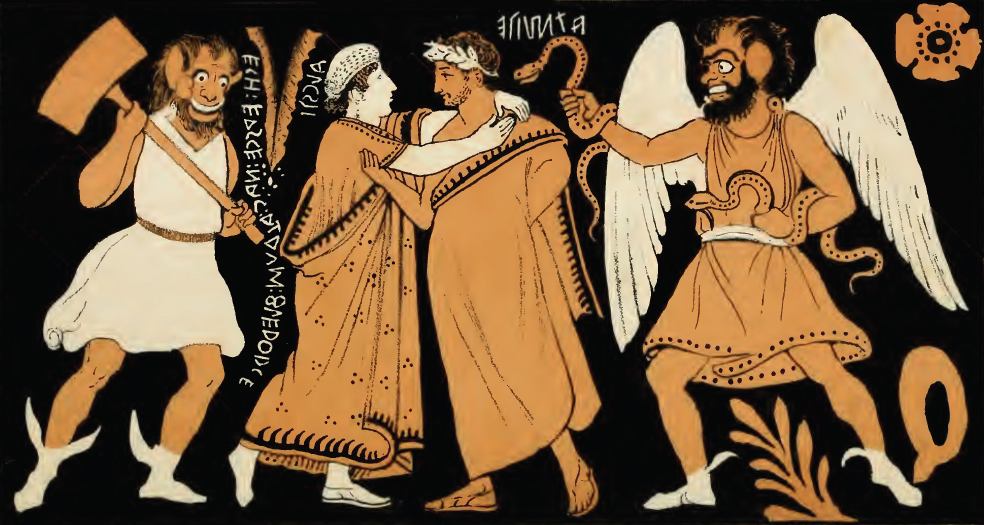 𐌄𐌂𐌀:𐌄𐌓𐌔𐌂𐌄:𐌍𐌀𐌂:𐌀𐌙𐌓𐌖𐌌:𐌚𐌋𐌄𐌓𐌈𐌓𐌂𐌄
𐌀𐌋𐌂𐌔𐌕𐌉
𐌀𐌕𐌌𐌉𐌕𐌄